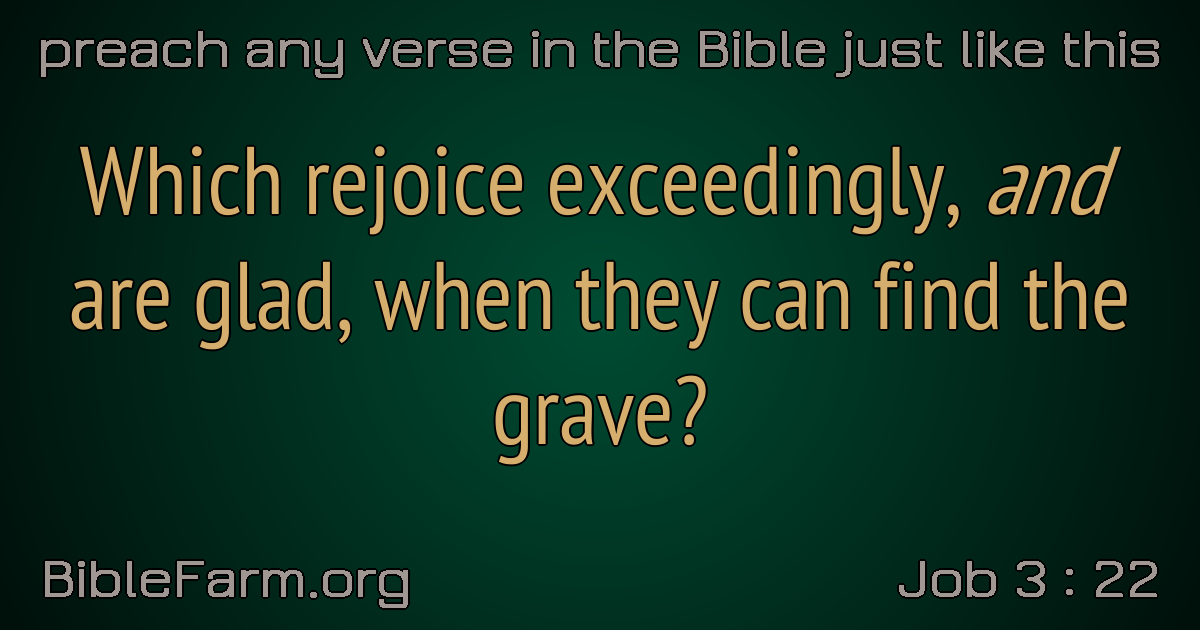 preach any verse in the Bible just like this
Which rejoice exceedingly, and
are glad, when they can find the
grave?
BibleFarm.org
Job 3 : 22